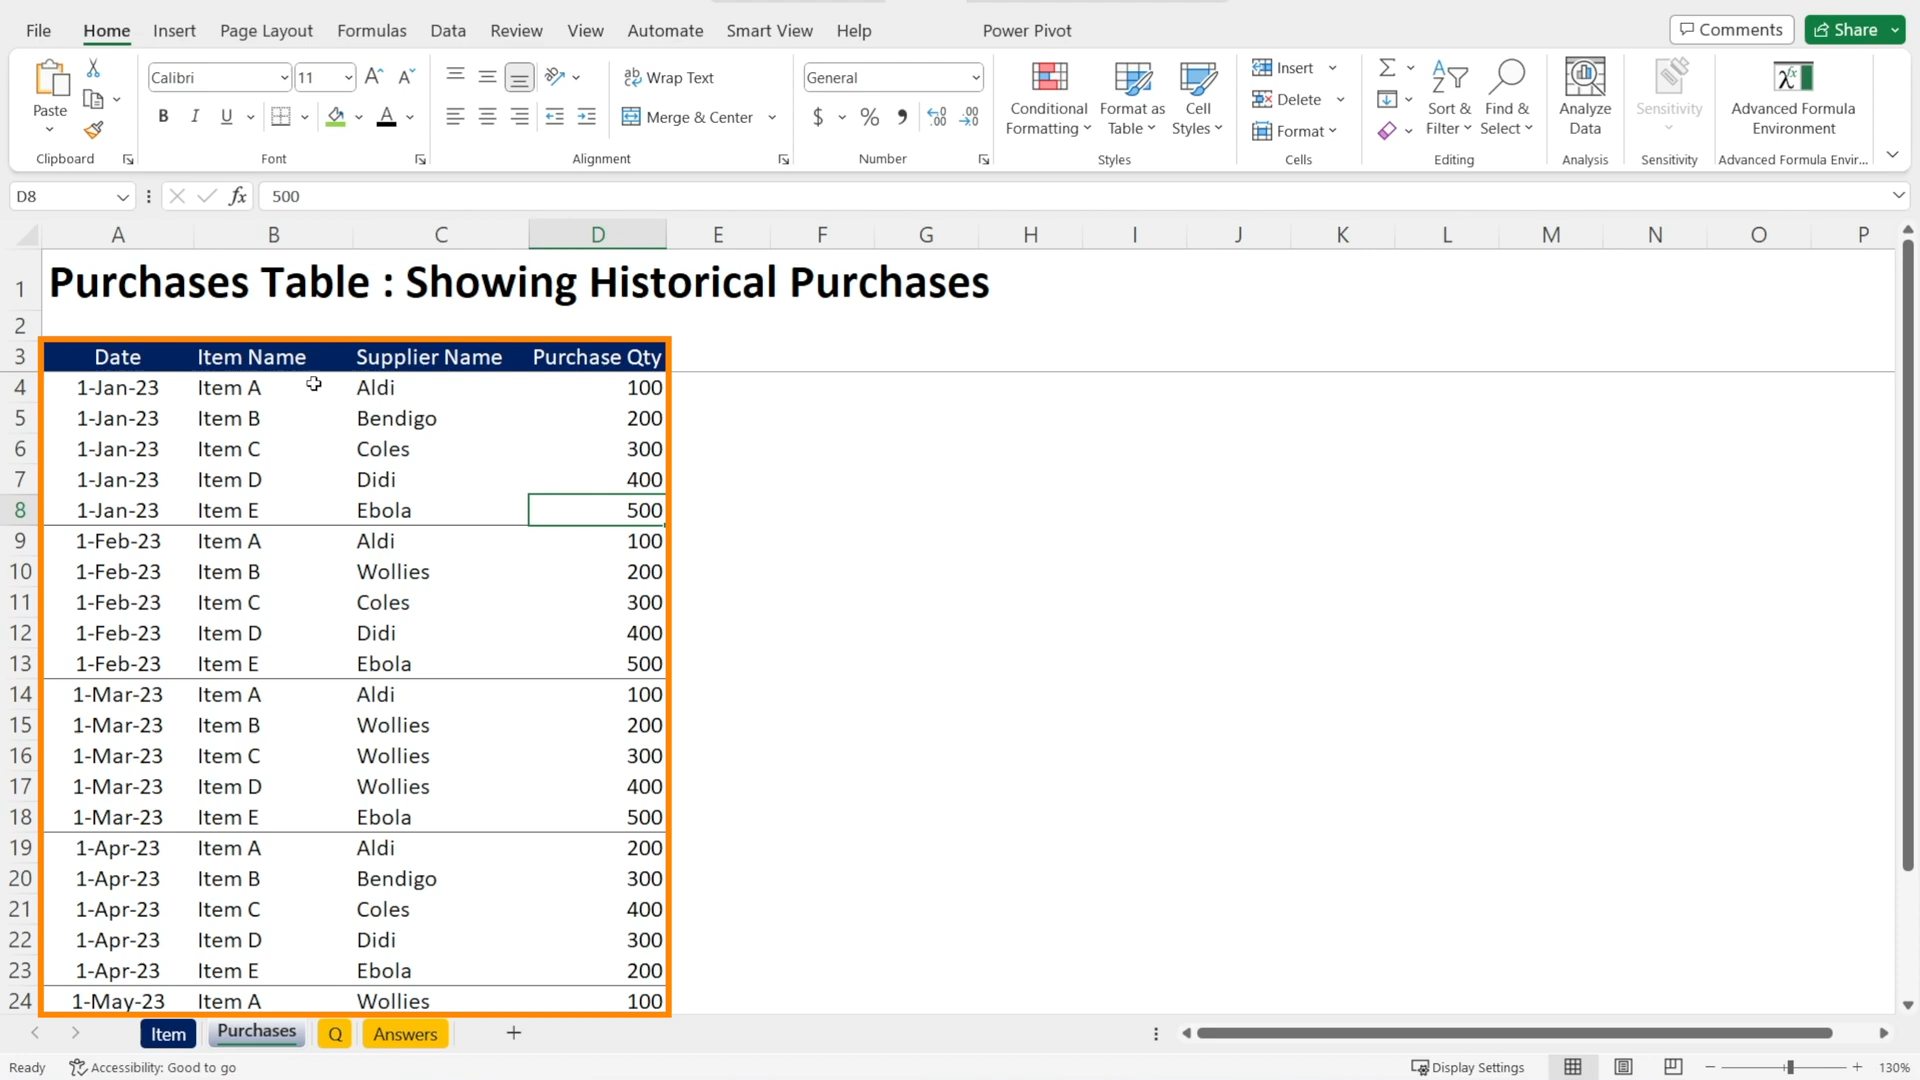 File Home Insert Page Layout Formulas Data Review View Automate Smart View Help Power Pivot Comments Share
Calibri 11 Wrap Text General Insert
Paste Conditional Formatting Format as Table Cell Styles Delete Sort & Filter Find & Select Analyze Data Sensitivity Advanced Formula Environment
B I U A Merge & Center $ % Format
Clipboard Font Alignment Number Styles Cells Editing Analysis Sensitivity Advanced Formula Envir...
D8 fx 500
A B C D E F G H I J K L M N O P
1 Purchases Table : Showing Historical Purchases
2
3 Date Item Name Supplier Name Purchase Qty
4 1-Jan-23 Item A Aldi 100
5 1-Jan-23 Item B Bendigo 200
6 1-Jan-23 Item C Coles 300
7 1-Jan-23 Item D Didi 400
8 1-Jan-23 Item E Ebola 500
9 1-Feb-23 Item A Aldi 100
10 1-Feb-23 Item B Wollies 200
11 1-Feb-23 Item C Coles 300
12 1-Feb-23 Item D Didi 400
13 1-Feb-23 Item E Ebola 500
14 1-Mar-23 Item A Aldi 100
15 1-Mar-23 Item B Wollies 200
16 1-Mar-23 Item C Wollies 300
17 1-Mar-23 Item D Wollies 400
18 1-Mar-23 Item E Ebola 500
19 1-Apr-23 Item A Aldi 200
20 1-Apr-23 Item B Bendigo 300
21 1-Apr-23 Item C Coles 400
22 1-Apr-23 Item D Didi 300
23 1-Apr-23 Item E Ebola 200
24 1-May-23 Item A Wollies 100
Item Purchases Q Answers
Ready Accessibility: Good to go Display Settings 130%